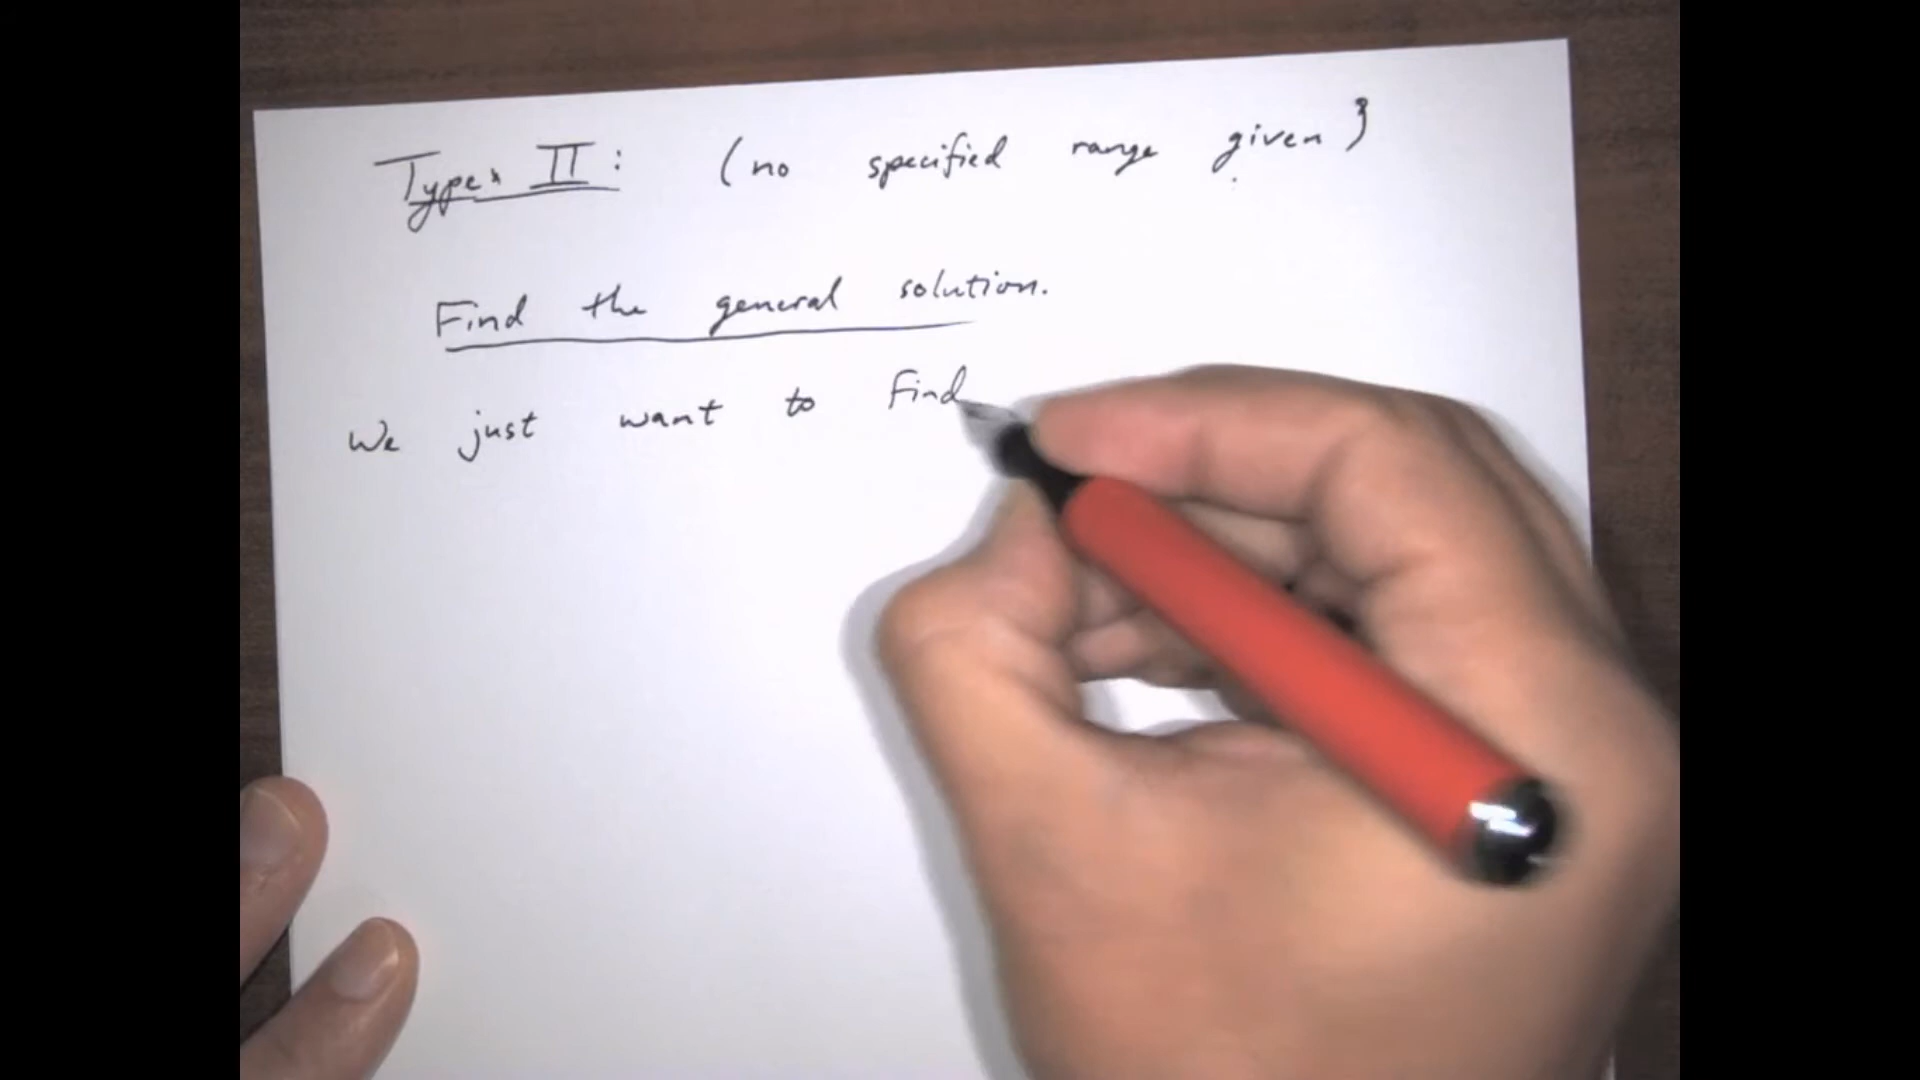 Type II: (no specified range given)
Find the general solution.
We just want to find